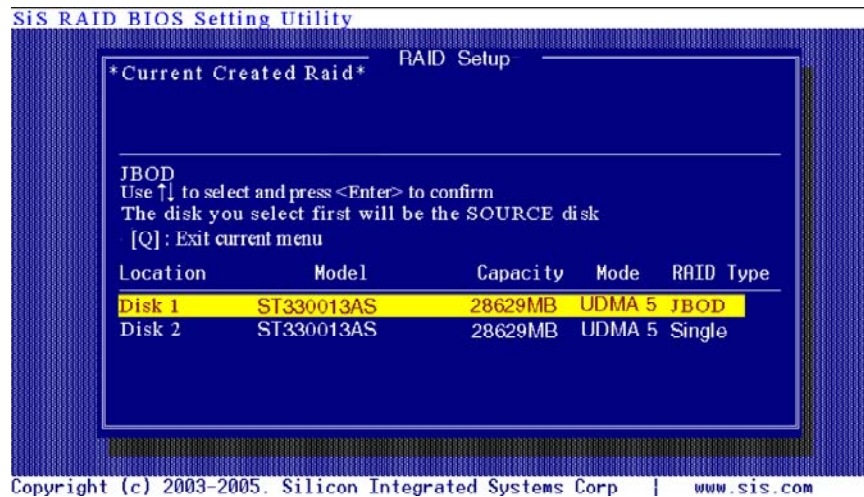 SiS RAID BIOS Setting Utility
RAID Setup
*Current Created Raid*
JBOD
Use ↑↓ to select and press <Enter> to confirm
The disk you select first will be the SOURCE disk
[Q] : Exit current menu
Location Model Capacity Mode RAID Type
Disk 1 ST330013AS 28629MB UDMA 5 JBOD
Disk 2 ST330013AS 28629MB UDMA 5 Single
Copyright (c) 2003-2005. Silicon Integrated Systems Corp | www.sis.com